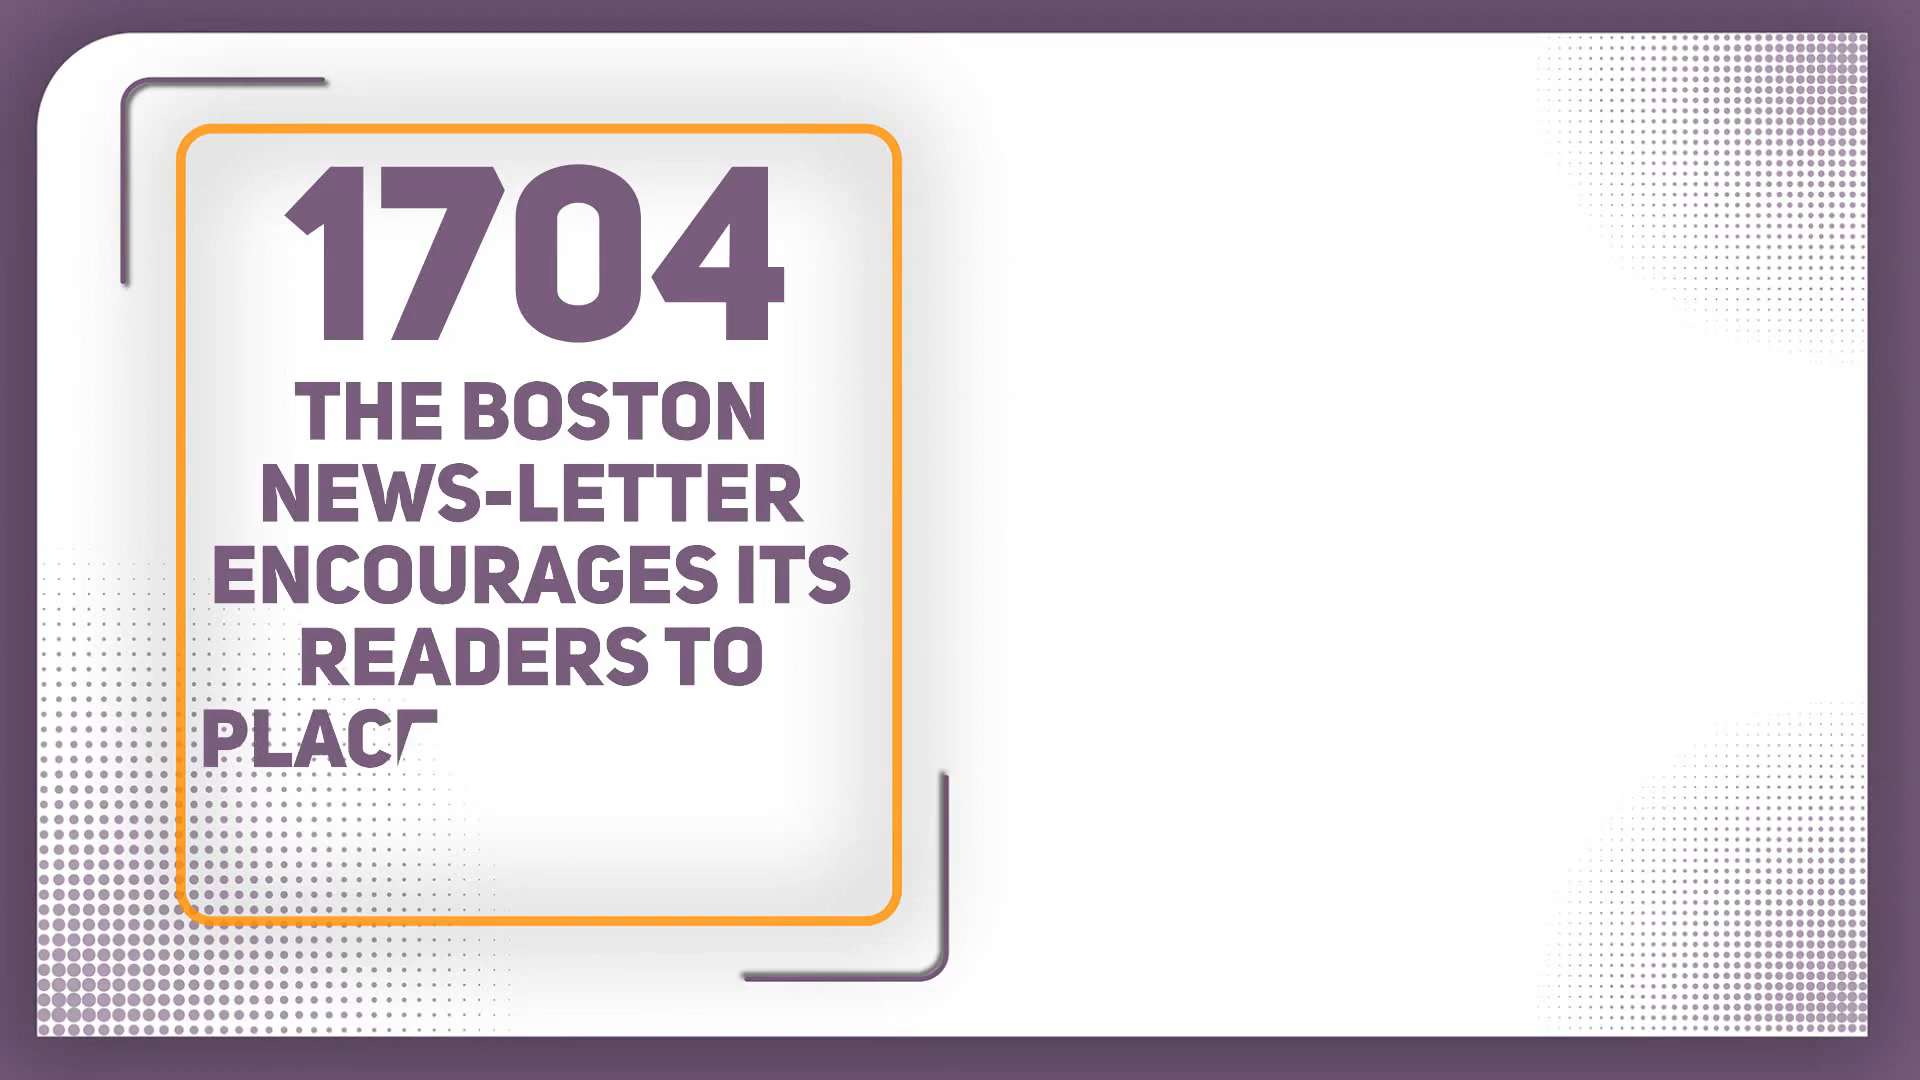 1704
THE BOSTON
NEWS-LETTER
ENCOURAGES ITS
READERS TO